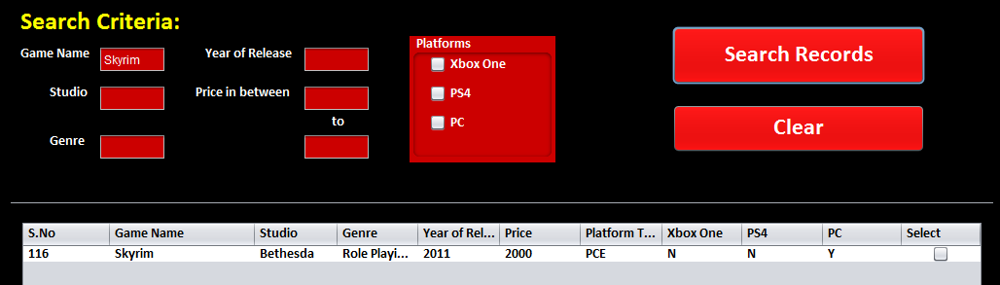 Search Criteria:
Game Name Skyrim Year of Release Platforms Search Records
Xbox One
Studio Price in between PS4
to PC Clear
Genre
S.No Game Name Studio Genre Year of Rel... Price Platform T... Xbox One PS4 PC Select
116 Skyrim Bethesda Role Playi... 2011 2000 PCE N N Y